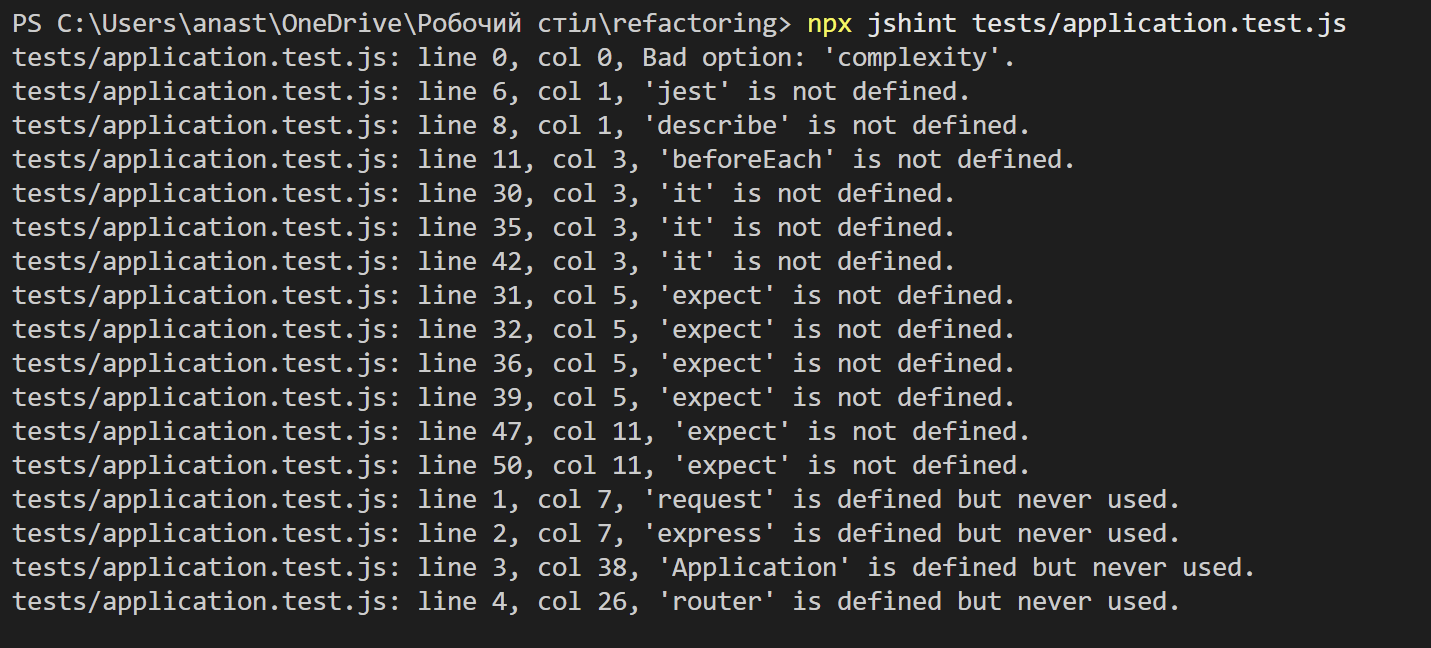 PS C:\Users\anast\OneDrive\Робочий стіл\refactoring> npx jshint tests/application.test.js
tests/application.test.js: line 0, col 0, Bad option: 'complexity'.
tests/application.test.js: line 6, col 1, 'jest' is not defined.
tests/application.test.js: line 8, col 1, 'describe' is not defined.
tests/application.test.js: line 11, col 3, 'beforeEach' is not defined.
tests/application.test.js: line 30, col 3, 'it' is not defined.
tests/application.test.js: line 35, col 3, 'it' is not defined.
tests/application.test.js: line 42, col 3, 'it' is not defined.
tests/application.test.js: line 31, col 5, 'expect' is not defined.
tests/application.test.js: line 32, col 5, 'expect' is not defined.
tests/application.test.js: line 36, col 5, 'expect' is not defined.
tests/application.test.js: line 39, col 5, 'expect' is not defined.
tests/application.test.js: line 47, col 11, 'expect' is not defined.
tests/application.test.js: line 50, col 11, 'expect' is not defined.
tests/application.test.js: line 1, col 7, 'request' is defined but never used.
tests/application.test.js: line 2, col 7, 'express' is defined but never used.
tests/application.test.js: line 3, col 38, 'Application' is defined but never used.
tests/application.test.js: line 4, col 26, 'router' is defined but never used.